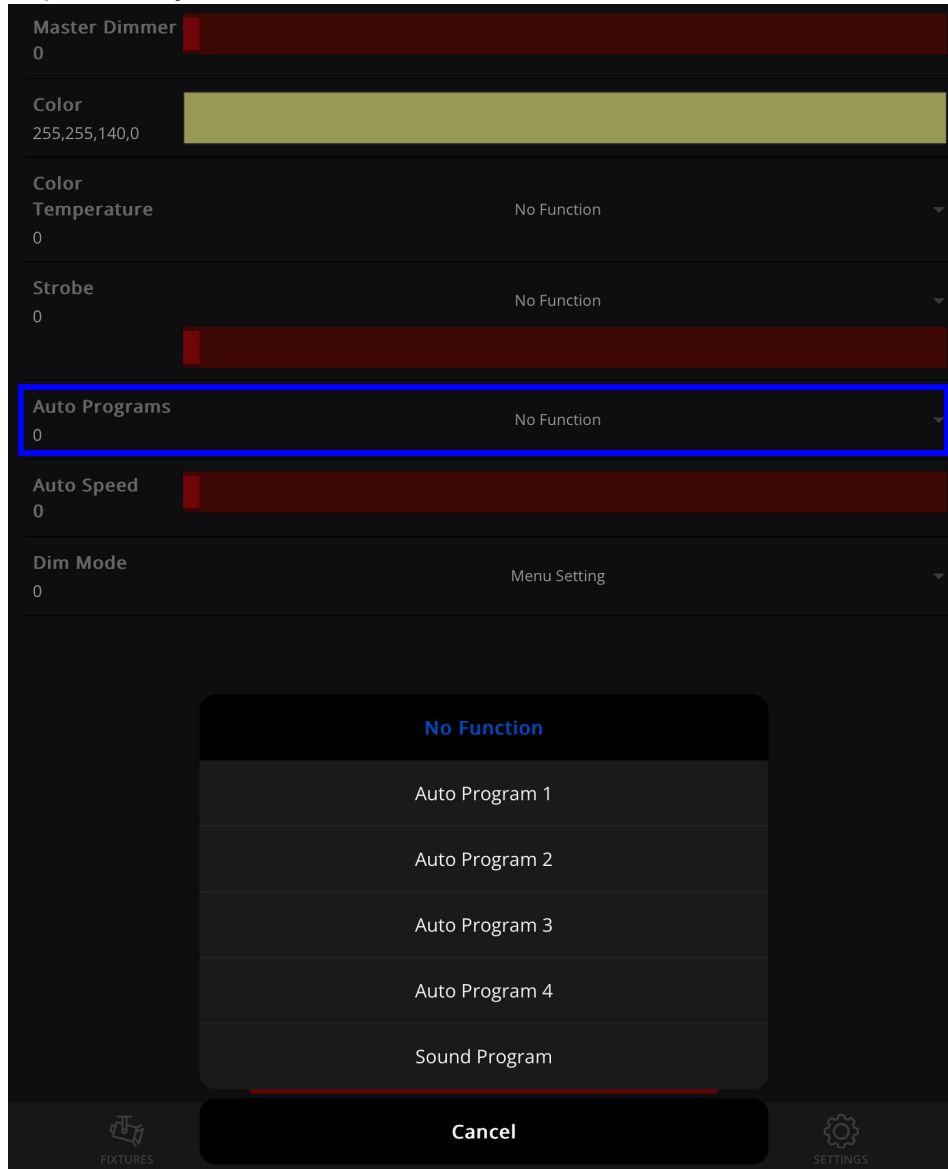 Master Dimmer
0
Color
255,255,140,0
Color
Temperature
0
No Function
Strobe
0
No Function
Auto Programs
0
No Function
Auto Speed
0
Dim Mode
0
Menu Setting
No Function
Auto Program 1
Auto Program 2
Auto Program 3
Auto Program 4
Sound Program
Cancel
FIXTURES
SETTINGS